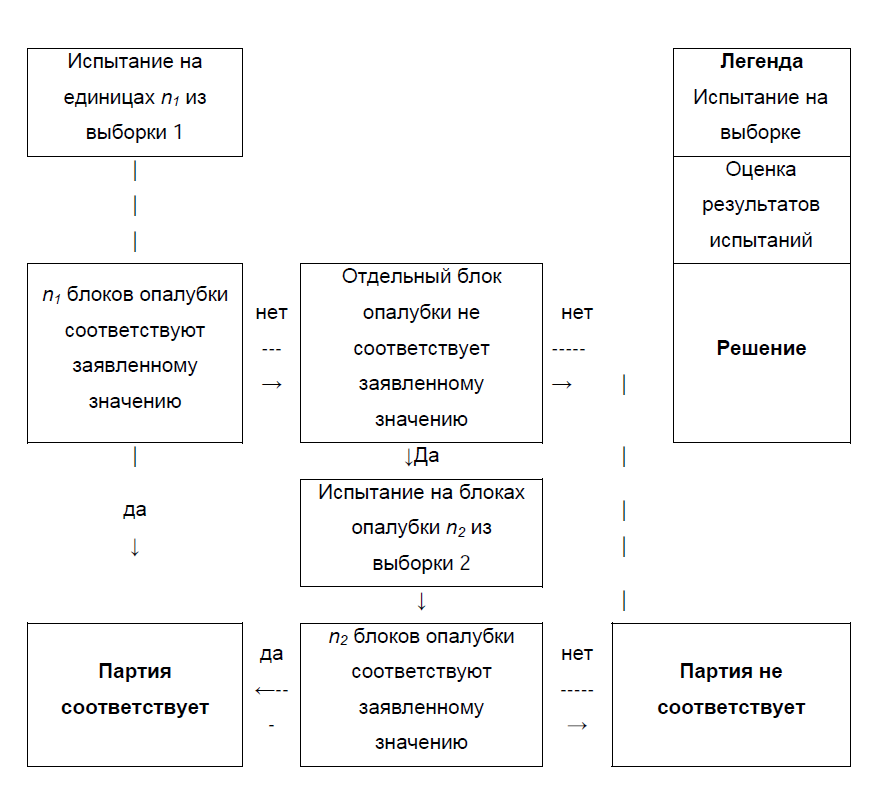 Испытание на
единицах n₁ из
выборки 1
Легенда
Испытание на
выборке
Оценка
результатов
испытаний
Решение
|
|
|
n₁ блоков опалубки
соответствуют
заявленному
значению
нет
---
→
Отдельный блок
опалубки не
соответствует
заявленному
значению
нет
-----
→
|
|
да
↓
↓Да
Испытание на блоках
опалубки n₂ из
выборки 2
↓
|
|
|
|
Партия
соответствует
да
←--
-
n₂ блоков опалубки
соответствуют
заявленному
значению
нет
-----
→
Партия не
соответствует